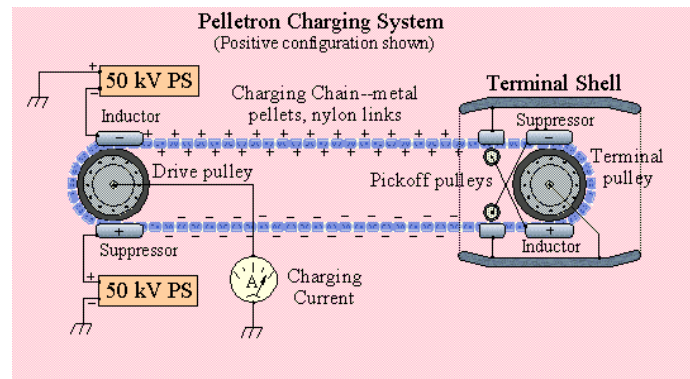 Pelletron Charging System
(Positive configuration shown)
+
50 kV PS
−
Terminal Shell
Inductor
Charging Chain--metal
pellets, nylon links
Suppressor
−
+ + + + + + + + + + +
−
+ + + + + + + + + +
Drive pulley
Pickoff pulleys
Terminal
pulley
− − − − − − − − − −
+
− − − − − − − − − −
+
Suppressor
Inductor
+
50 kV PS
−
A
Charging
Current